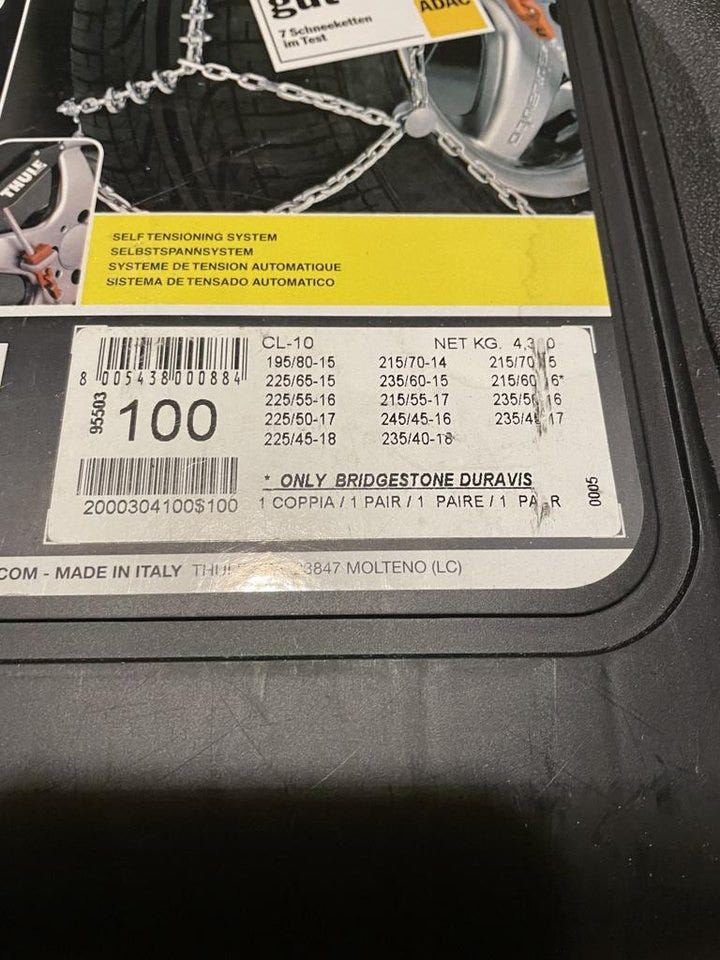 gut
ADAC
7 Schneeketten
im Test
THULE
SELF TENSIONING SYSTEM
SELBSTSPANNSYSTEM
SYSTEME DE TENSION AUTOMATIQUE
SISTEMA DE TENSADO AUTOMATICO
8 005438 000884
95503
100
2000304100$100
CL-10 NET KG.
195/80-15 215/70-14
225/65-15 235/60-15
225/55-16 215/55-17
225/50-17 245/45-16
225/45-18 235/40-18
* ONLY BRIDGESTONE DURAVIS
1 COPPIA / 1 PAIR / 1 PAIRE / 1
0005
.COM - MADE IN ITALY MOLTENO (LC)